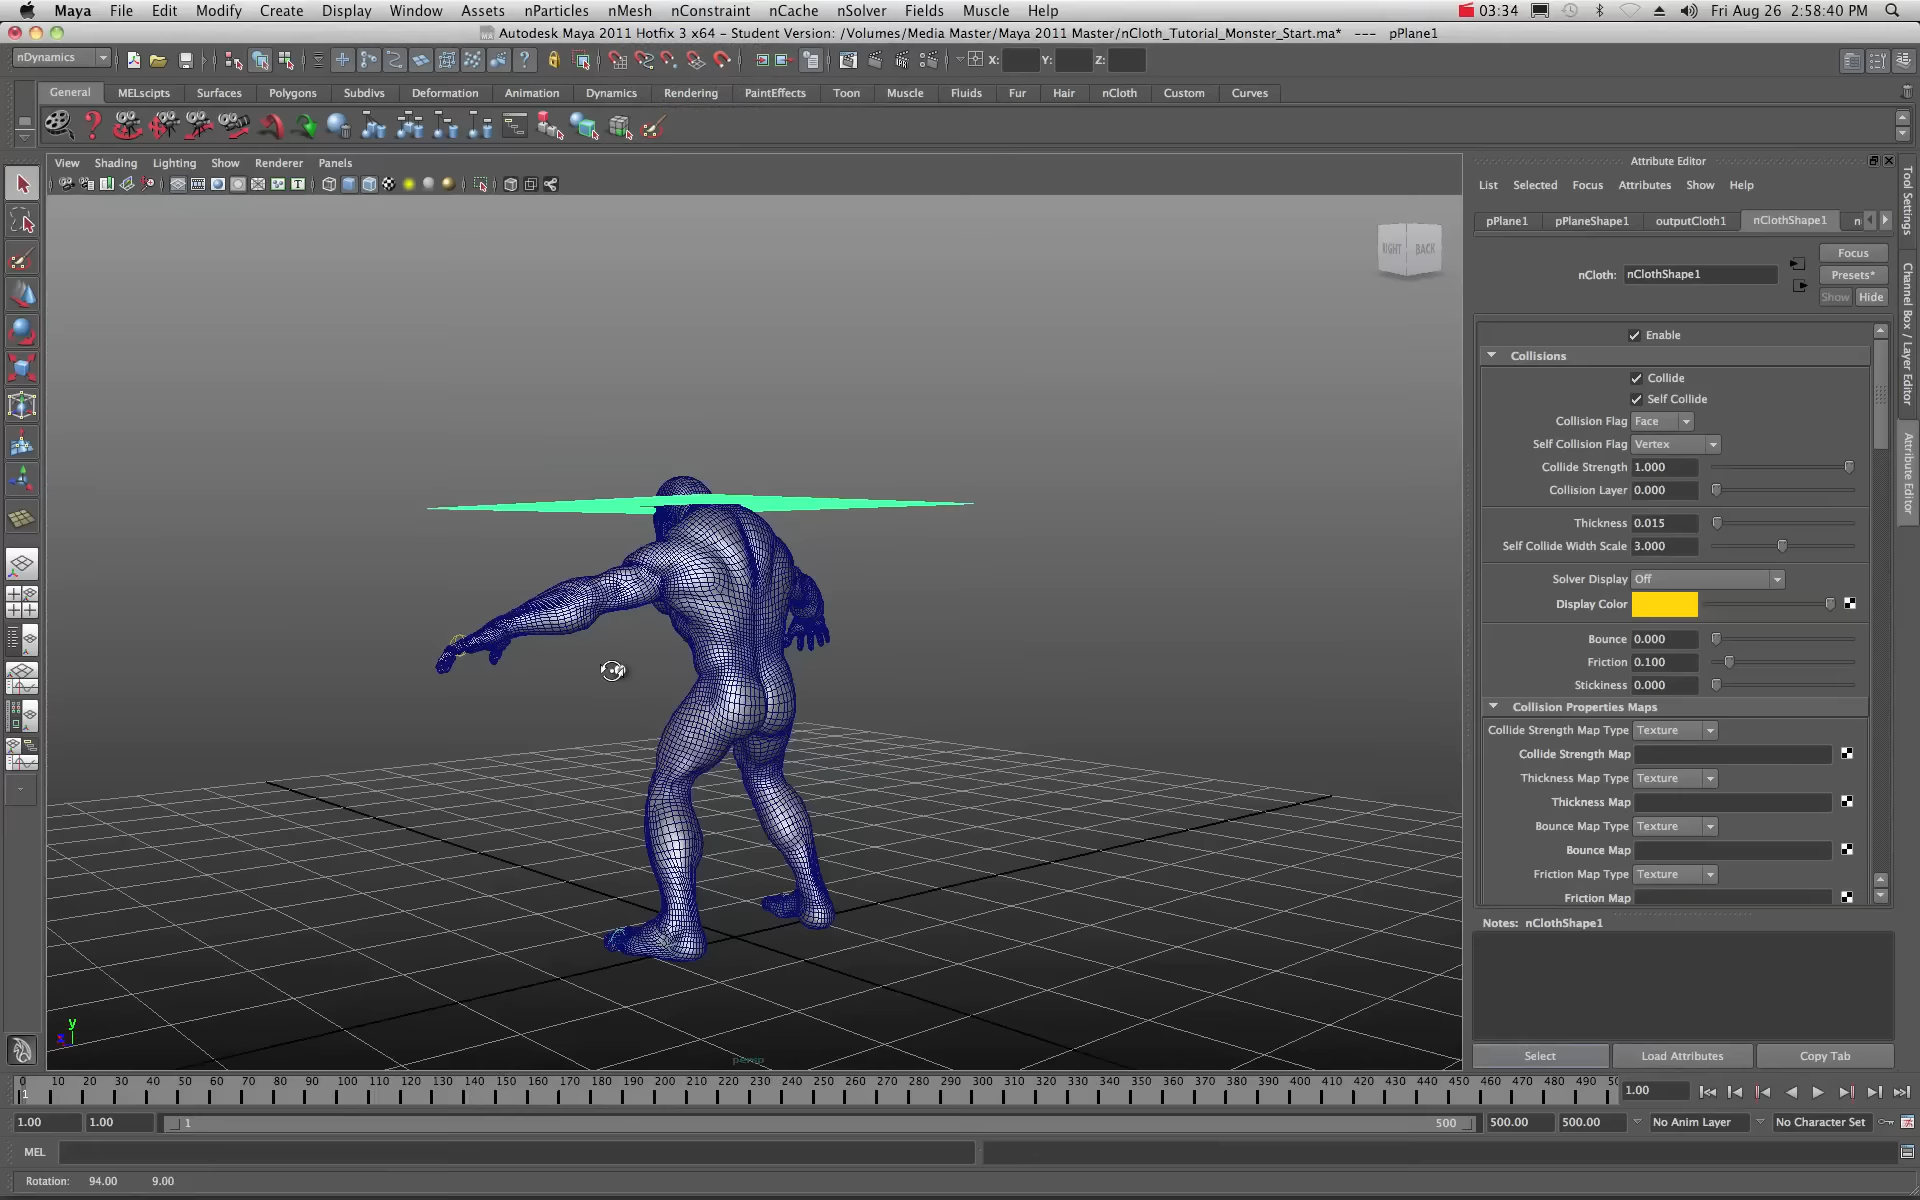 Maya File Edit Modify Create Display Window Assets nParticles nMesh nConstraint nCache nSolver Fields Muscle Help 03:34 Fri Aug 26 2:58:40 PM
Autodesk Maya 2011 Hotfix 3 x64 - Student Version: /Volumes/Media Master/Maya 2011 Master/nCloth_Tutorial_Monster_Start.ma* --- pPlane1
nDynamics X: Y: Z:
General MELscipts Surfaces Polygons Subdivs Deformation Animation Dynamics Rendering PaintEffects Toon Muscle Fluids Fur Hair nCloth Custom Curves
View Shading Lighting Show Renderer Panels
RIGHT BACK
y
persp
Attribute Editor
List Selected Focus Attributes Show Help
pPlane1 pPlaneShape1 outputCloth1 nClothShape1 n
Focus
nCloth: nClothShape1 Presets*
Show Hide
Enable
Collisions
Collide
Self Collide
Collision Flag Face
Self Collision Flag Vertex
Collide Strength 1.000
Collision Layer 0.000
Thickness 0.015
Self Collide Width Scale 3.000
Solver Display Off
Display Color
Bounce 0.000
Friction 0.100
Stickiness 0.000
Collision Properties Maps
Collide Strength Map Type Texture
Collide Strength Map
Thickness Map Type Texture
Thickness Map
Bounce Map Type Texture
Bounce Map
Friction Map Type Texture
Friction Map
Notes: nClothShape1
Select Load Attributes Copy Tab
Tool Settings
Channel Box / Layer Editor
Attribute Editor
0 10 20 30 40 50 60 70 80 90 100 110 120 130 140 150 160 170 180 190 200 210 220 230 240 250 260 270 280 290 300 310 320 330 340 350 360 370 380 390 400 410 420 430 440 450 460 470 480 490 50
1 1.00
1.00 1.00 1 500 500.00 500.00 No Anim Layer No Character Set
MEL
Rotation: 94.00 9.00